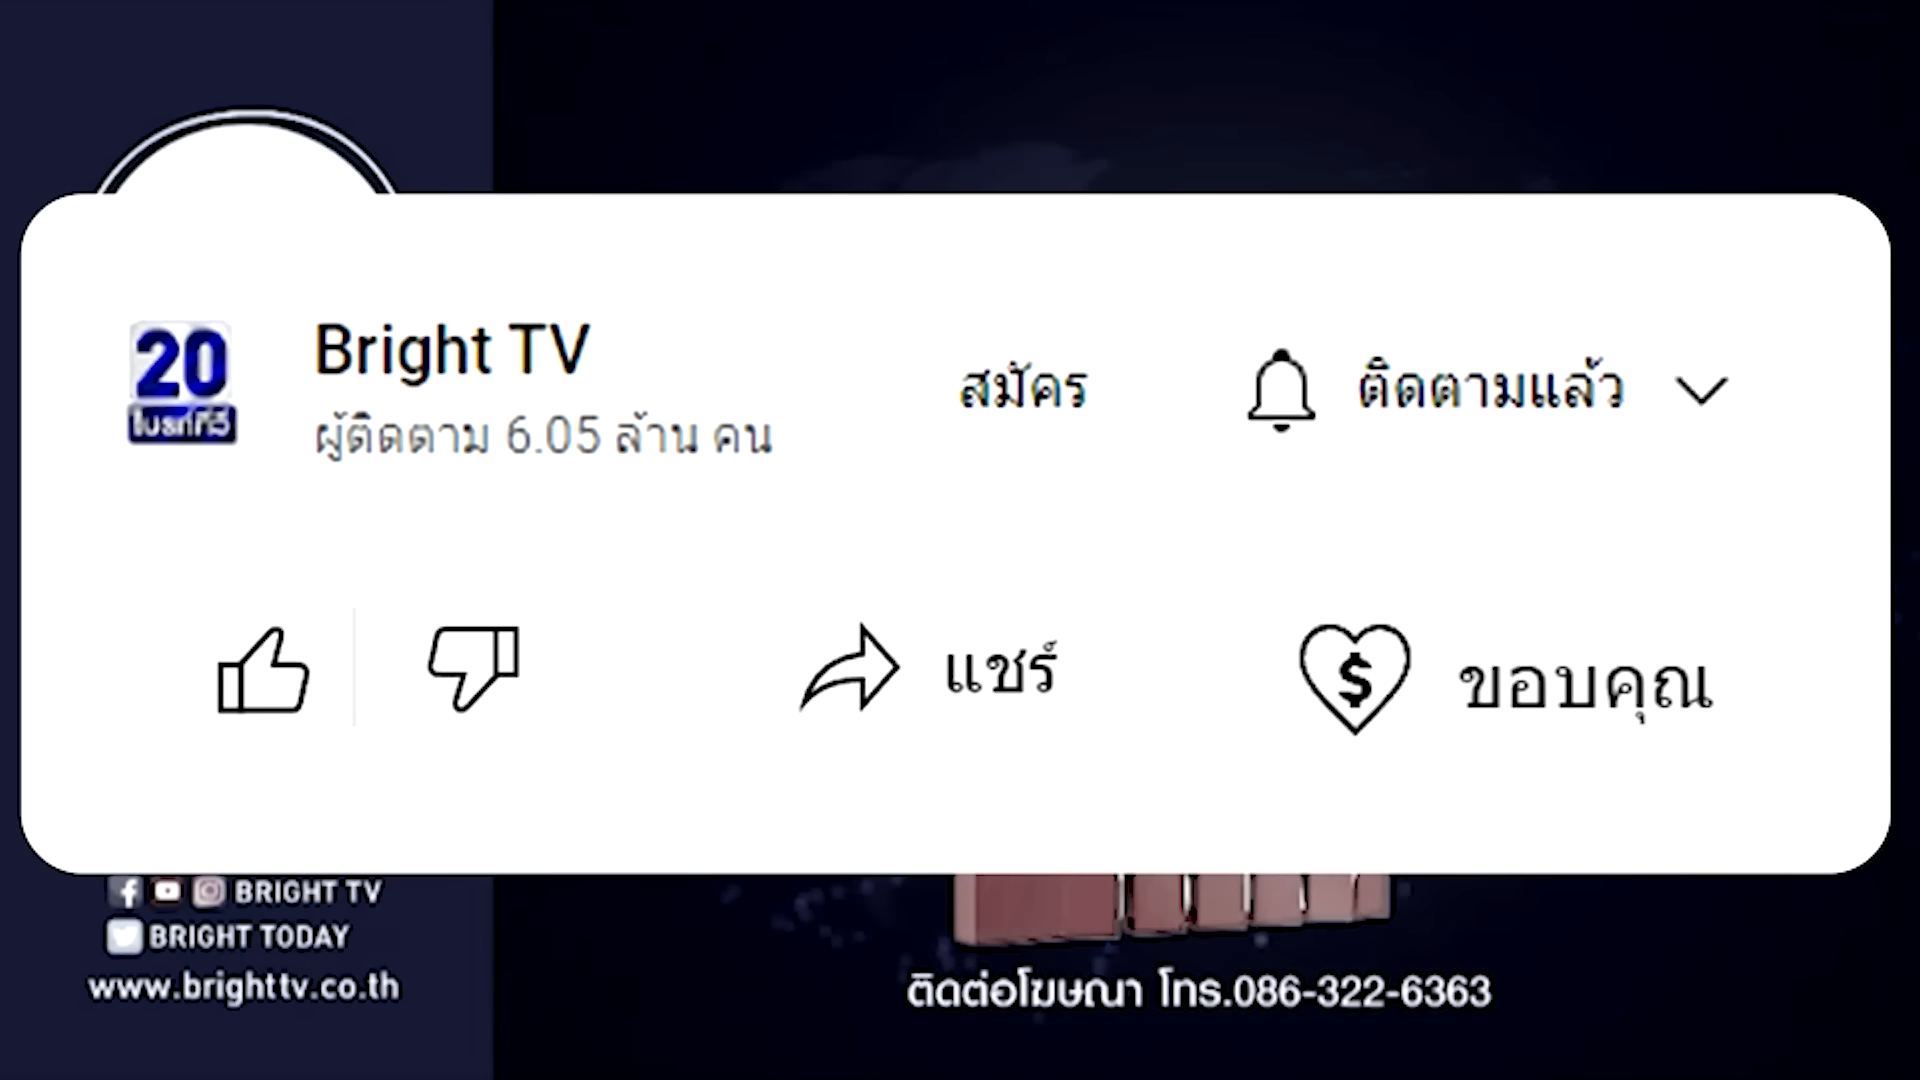 20
ไบรท์ทีวี
Bright TV
ผู้ติดตาม 6.05 ล้าน คน
สมัคร
ติดตามแล้ว
แชร์
$
ขอบคุณ
BRIGHT TV
BRIGHT TODAY
www.brighttv.co.th
ติดต่อโฆษณา โทร.086-322-6363